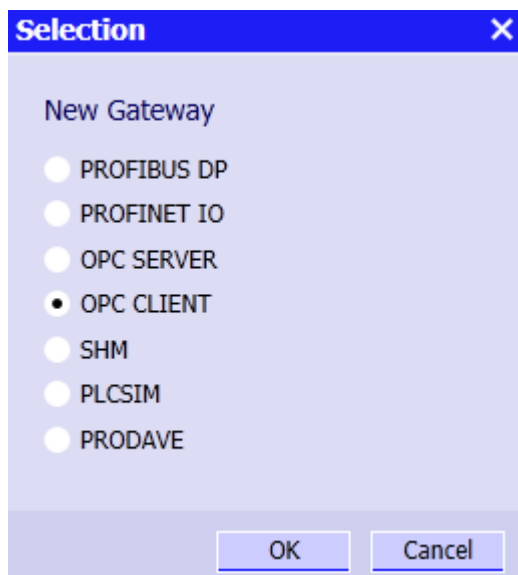 Selection
New Gateway
PROFIBUS DP
PROFINET IO
OPC SERVER
OPC CLIENT
SHM
PLCSIM
PRODAVE
OK Cancel